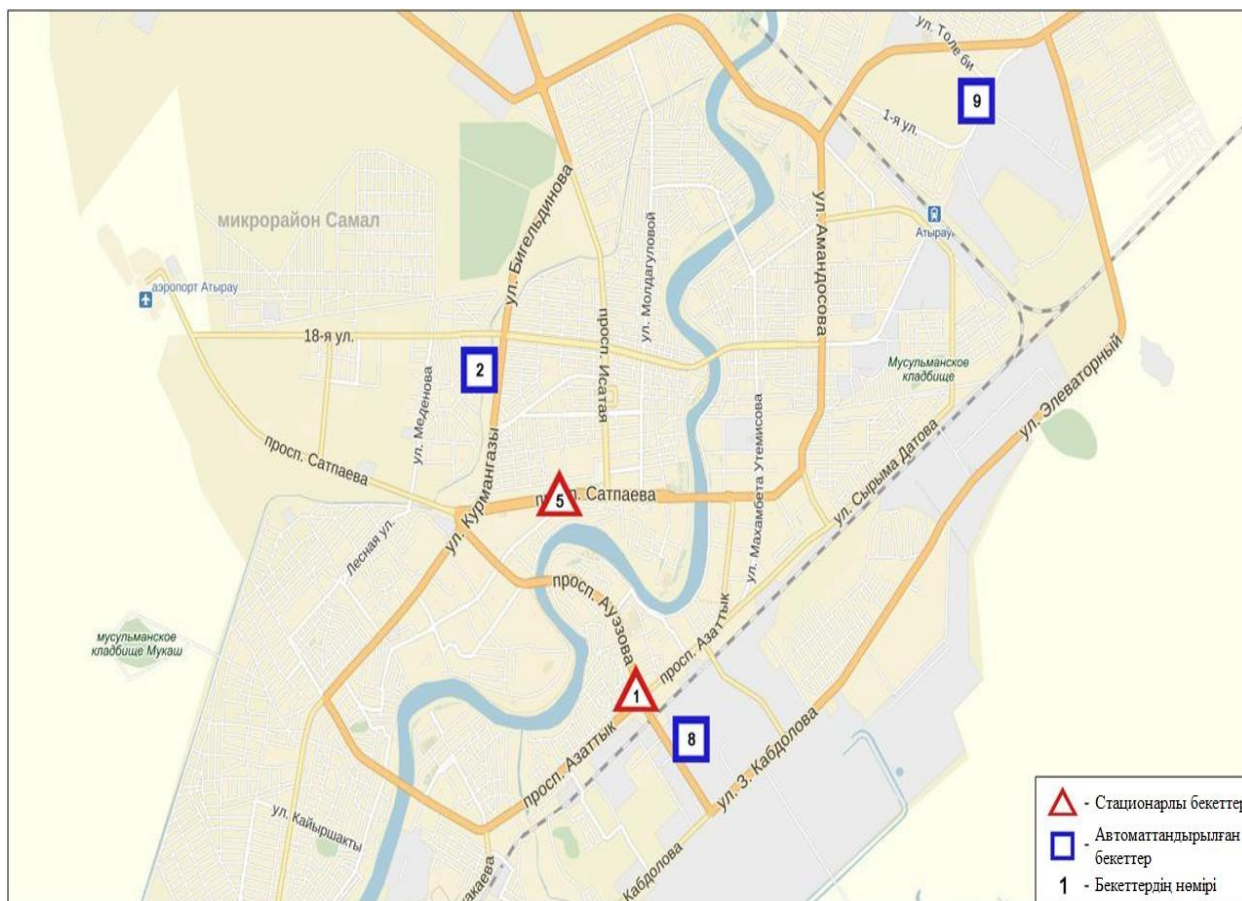 ул. Толе би
9
1-я ул.
ул. Бигельдинова
ул. Молдагуловой
ул. Амандосова
Атырау
микрорайон Самал
аэропорт Атырау
18-я ул.
просп. Исатая
2
ул. Меденова
Мусульманское
кладбище
ул. Элеваторный
ул. Махамбета Утемисова
ул. Сырыма Датова
просп. Сатпаева
ул. Курмангазы
5
просп. Сатпаева
Лесная ул.
просп. Ауэзова
просп. Азаттык
мусульманское
кладбище Мукаш
1
8
просп. Азаттык
ул. З. Кабдолова
ул. Кайыршакты
Кабдолова
- Стационарлы бекеттер
- Автоматтандырылған
бекеттер
1 - Бекеттердің нөмірі